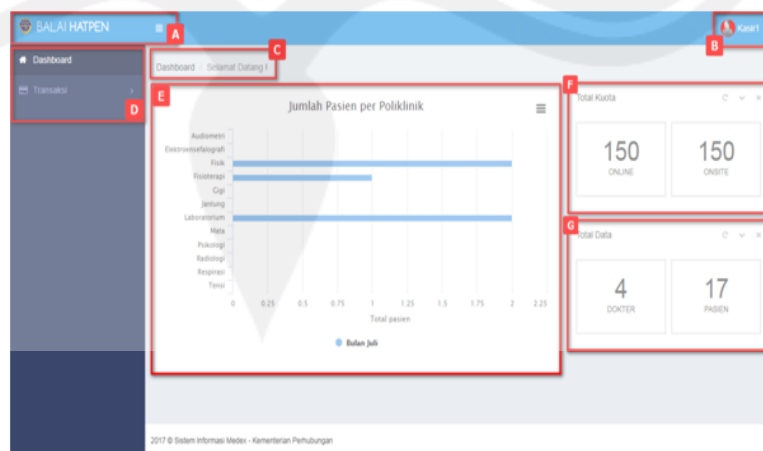 BALAI HATPEN
A
B
Kasir1
Dashboard
Transaksi
D
C
Dashboard / Selamat Datang !
E
Jumlah Pasien per Poliklinik
Audiometri
Elektroensefalografi
Fisik
Fisioterapi
Gigi
Jantung
Laboratorium
Mata
Psikologi
Radiologi
Respirasi
Tensi
0 0.25 0.5 0.75 1 1.25 1.5 1.75 2 2.25
Total pasien
Bulan Juli
F
Total Kuota
150 150
ONLINE ONSITE
G
Total Data
4 17
DOKTER PASIEN
2017 © Sistem Informasi Medex - Kementerian Perhubungan